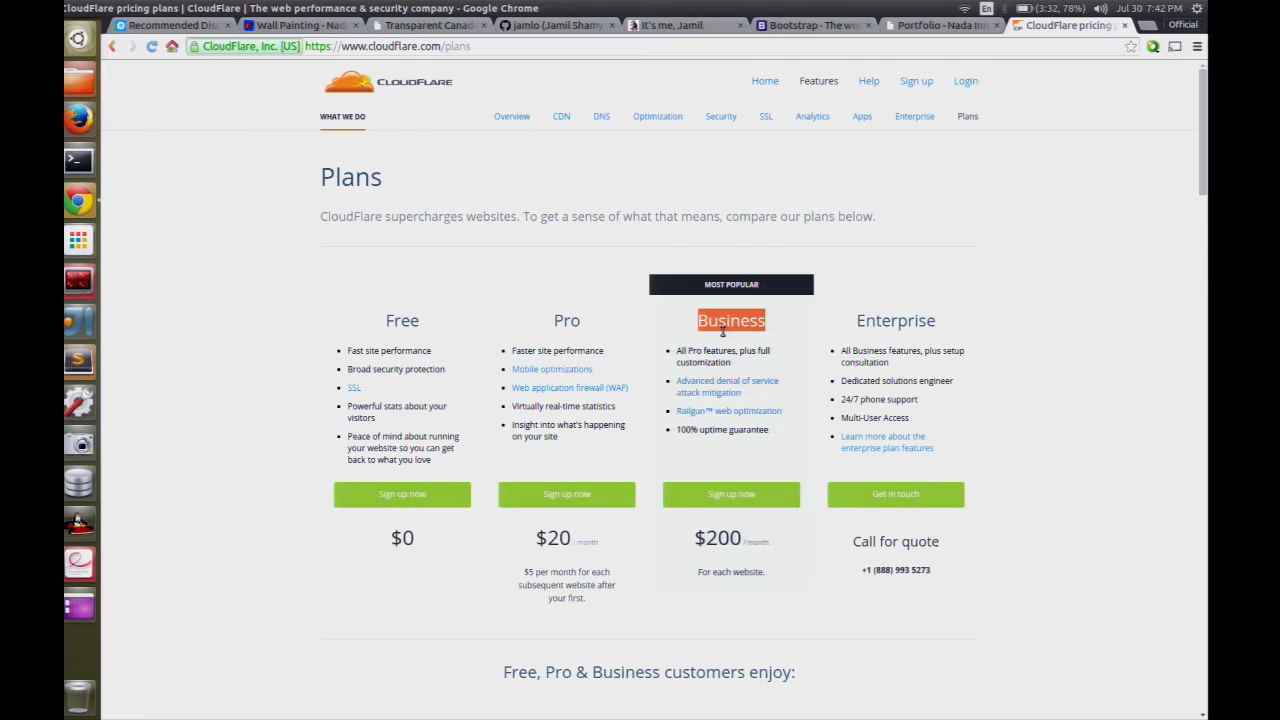 CloudFlare pricing plans | CloudFlare | The web performance & security company - Google Chrome
En
(3:32, 78%)
Jul 30 7:42 PM
Recommended Disc
Wall Painting - Nada
Transparent Canada
jamlo (Jamil Shamy
It's me, Jamil
Bootstrap · The wo
Portfolio - Nada Inn
CloudFlare pricing p
Official
CloudFlare, Inc. [US]
https://www.cloudflare.com/plans
CLOUDFLARE
Home
Features
Help
Sign up
Login
WHAT WE DO
Overview
CDN
DNS
Optimization
Security
SSL
Analytics
Apps
Enterprise
Plans
Plans
CloudFlare supercharges websites. To get a sense of what that means, compare our plans below.
Free
Fast site performance
Broad security protection
SSL
Powerful stats about your
visitors
Peace of mind about running
your website so you can get
back to what you love
Sign up now
$0
Pro
Faster site performance
Mobile optimizations
Web application firewall (WAF)
Virtually real-time statistics
Insight into what's happening
on your site
Sign up now
$20 / month
$5 per month for each
subsequent website after
your first.
MOST POPULAR
Business
All Pro features, plus full
customization
Advanced denial of service
attack mitigation
Railgun™ web optimization
100% uptime guarantee
Sign up now
$200 / month
For each website.
Enterprise
All Business features, plus setup
consultation
Dedicated solutions engineer
24/7 phone support
Multi-User Access
Learn more about the
enterprise plan features
Get in touch
Call for quote
+1 (888) 993 5273
Free, Pro & Business customers enjoy: